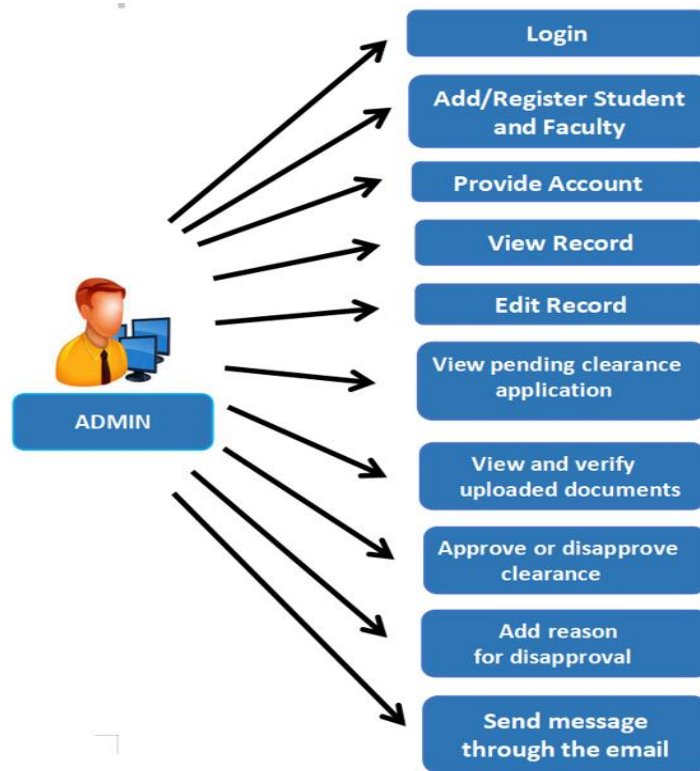 Login
Add/Register Student
and Faculty
Provide Account
View Record
Edit Record
View pending clearance
application
ADMIN
View and verify
uploaded documents
Approve or disapprove
clearance
Add reason
for disapproval
Send message
through the email